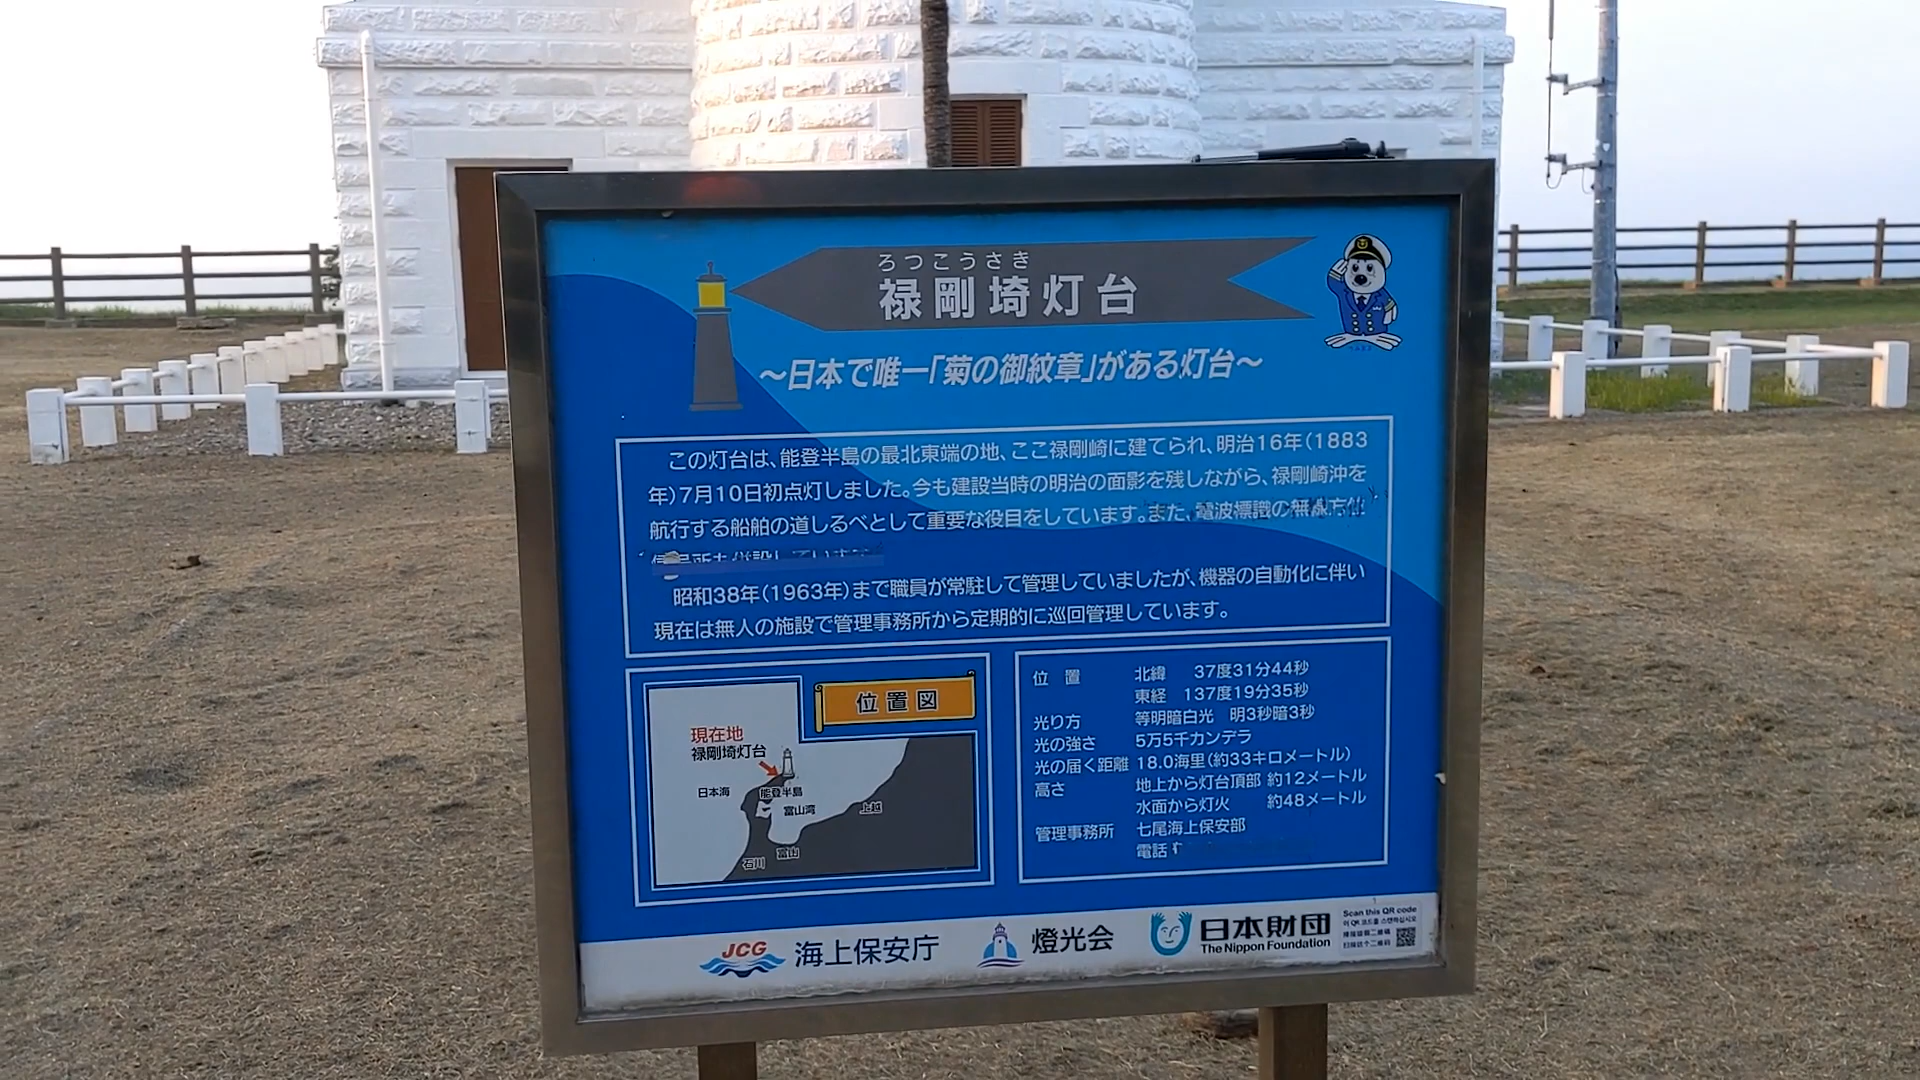 ろつこうさき
禄剛埼灯台
～日本で唯一「菊の御紋章」がある灯台～
この灯台は、能登半島の最北東端の地、ここ禄剛崎に建てられ、明治16年（1883
年）7月10日初点灯しました。今も建設当時の明治の面影を残しながら、禄剛崎沖を
航行する船舶の道しるべとして重要な役目をしています。また、電波標識の無線方位
昭和38年（1963年）まで職員が常駐して管理していましたが、機器の自動化に伴い
現在は無人の施設で管理事務所から定期的に巡回管理しています。
位置図
現在地
禄剛埼灯台
日本海
能登半島
富山湾
上越
富山
石川
位置 北緯 37度31分44秒
東経 137度19分35秒
光り方 等明暗白光 明3秒暗3秒
光の強さ 5万5千カンデラ
光の届く距離 18.0海里（約33キロメートル）
高さ 地上から灯台頂部 約12メートル
水面から灯火 約48メートル
管理事務所 七尾海上保安部
電話
JCG 海上保安庁
燈光会
日本財団
The Nippon Foundation
Scan this QR code